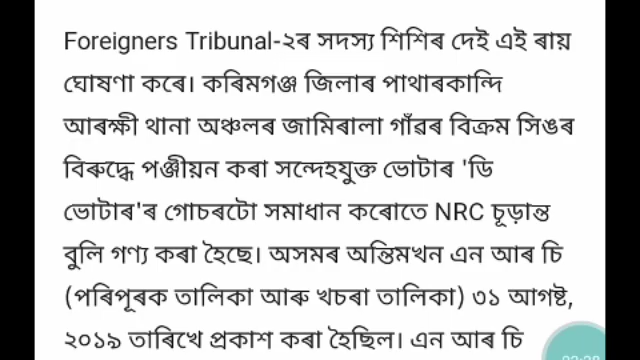 Foreigners Tribunal-২ৰ সদস্য শিশিৰ দেই এই ৰায়
ঘোষণা কৰে। কৰিমগঞ্জ জিলাৰ পাথাৰকান্দি
আৰক্ষী থানা অঞ্চলৰ জামিৰালা গাঁৱৰ বিক্ৰম সিঙৰ
বিৰুদ্ধে পঞ্জীয়ন কৰা সন্দেহযুক্ত ভোটাৰ 'ডি
ভোটাৰ'ৰ গোচৰটো সমাধান কৰোতে NRC চূড়ান্ত
বুলি গণ্য কৰা হৈছে। অসমৰ অন্তিমখন এন আৰ চি
(পৰিপূৰক তালিকা আৰু খচৰা তালিকা) ৩১ আগষ্ট,
২০১৯ তাৰিখে প্ৰকাশ কৰা হৈছিল। এন আৰ চি